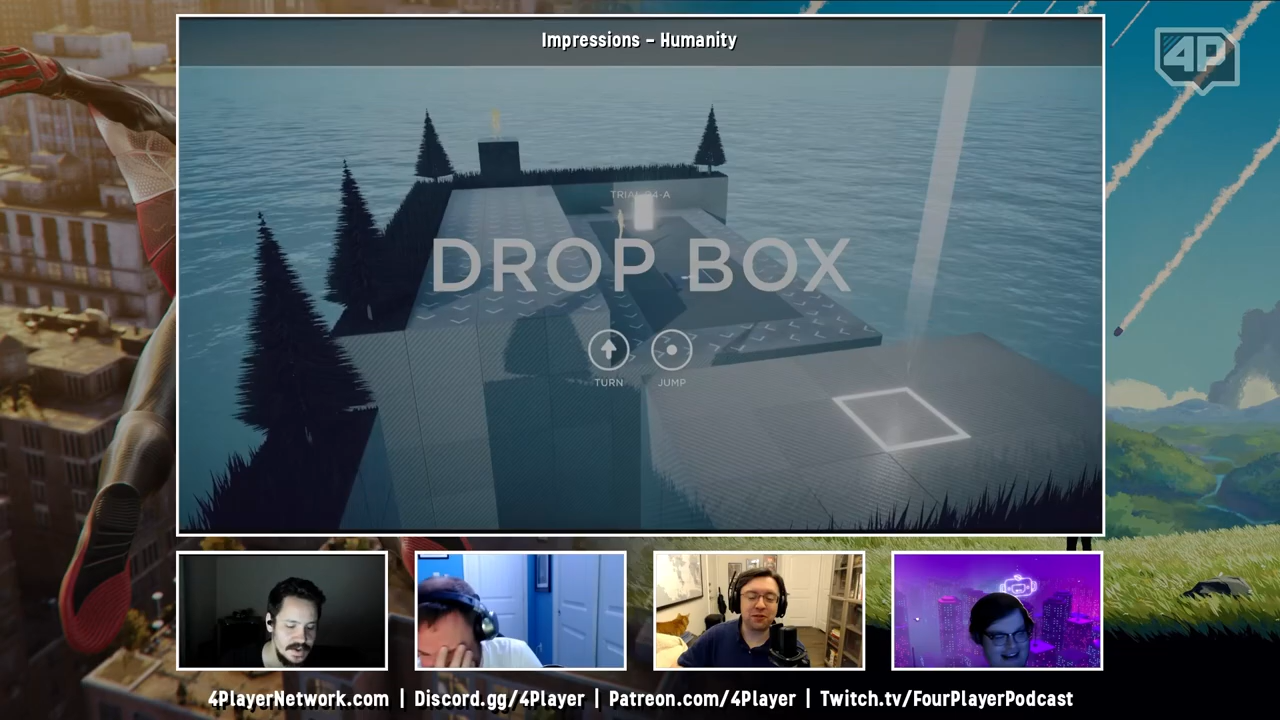 Impressions – Humanity
4P
TRIAL 04-A
DROP BOX
TURN JUMP
4PlayerNetwork.com | Discord.gg/4Player | Patreon.com/4Player | Twitch.tv/FourPlayerPodcast